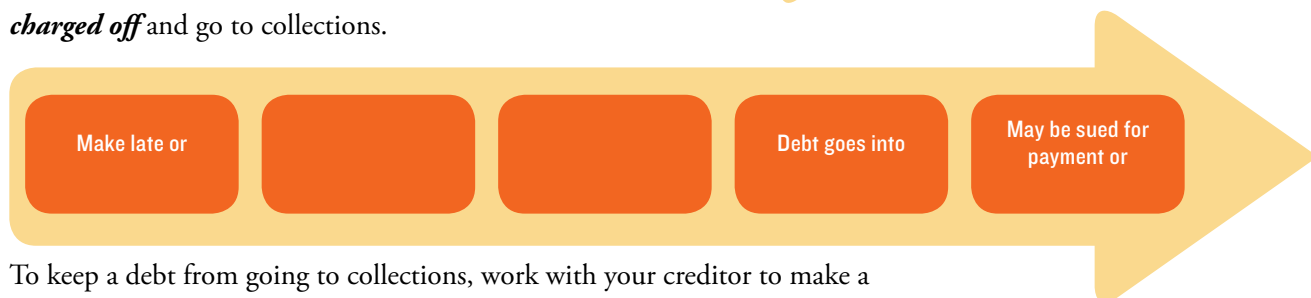 charged off and go to collections.
Make late or
Debt goes into
May be sued for
payment or
To keep a debt from going to collections, work with your creditor to make a